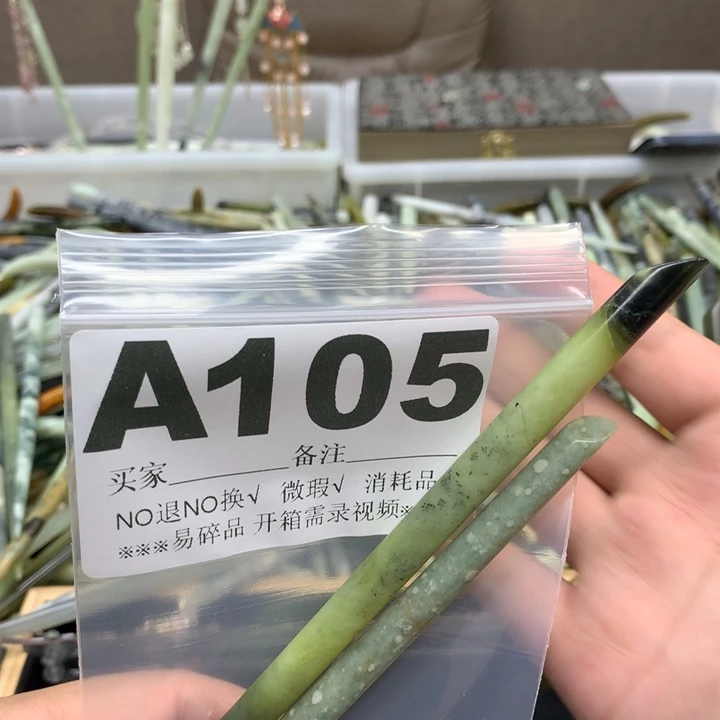 A105
买家________备注________
NO退NO换√ 微瑕√ 消耗品
※※※易碎品 开箱需录视频※